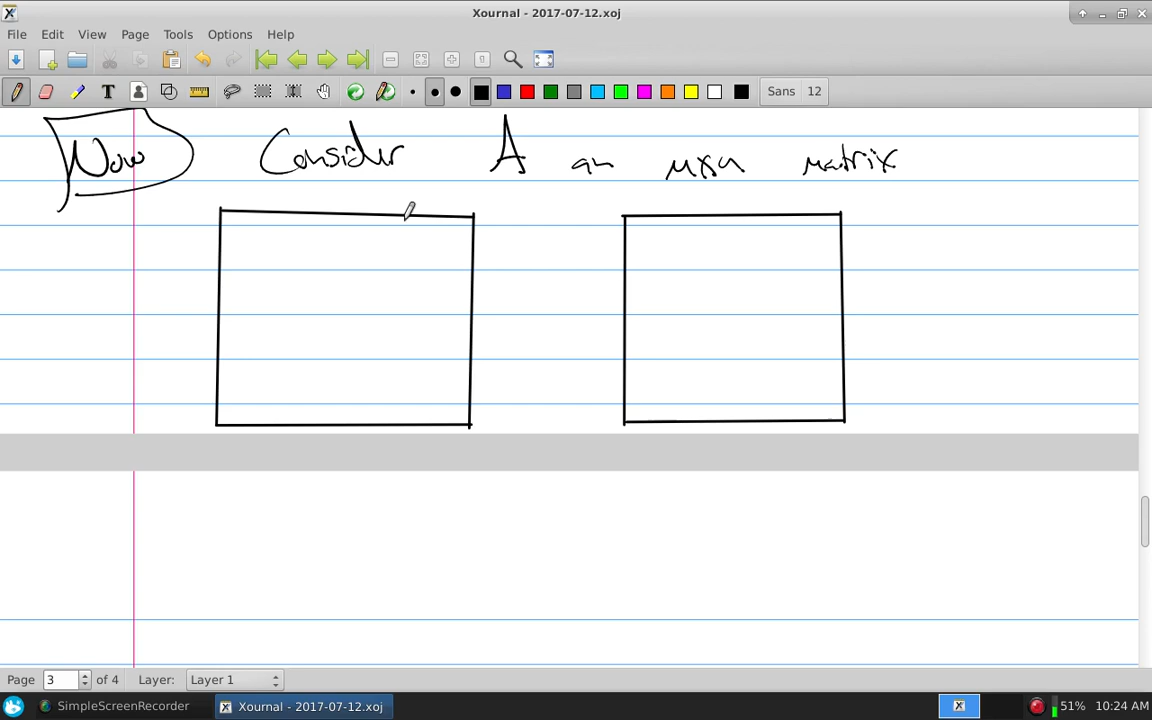 Xournal - 2017-07-12.xoj
File Edit View Page Tools Options Help
Sans 12
Now Consider A an mxn matrix
Page 3 of 4 Layer: Layer 1
SimpleScreenRecorder Xournal - 2017-07-12.xoj 51% 10:24 AM